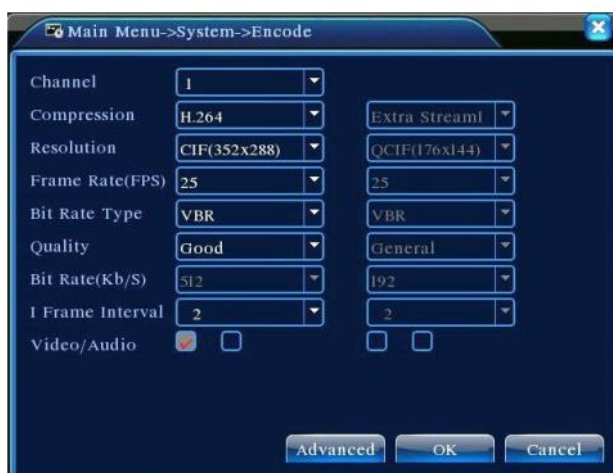 Main Menu->System->Encode
Channel 1
Compression H.264 Extra Stream1
Resolution CIF(352x288) QCIF(176x144)
Frame Rate(FPS) 25 25
Bit Rate Type VBR VBR
Quality Good General
Bit Rate(Kb/S) 512 192
I Frame Interval 2 2
Video/Audio
Advanced OK Cancel